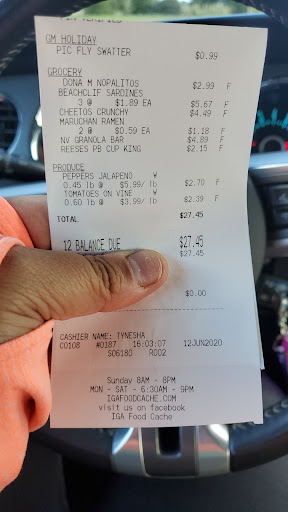 PIN VERIFIED
GM HOLIDAY
PIC FLY SWATTER $0.99
GROCERY
DONA M NOPALITOS $2.99 F
BEACHCLIF SARDINES
3 @ $1.89 EA $5.67 F
CHEETOS CRUNCHY $4.49 F
MARUCHAN RAMEN
2 @ $0.59 EA $1.18 F
NV GRANOLA BAR $4.89 F
REESES PB CUP KING $2.15 F
PRODUCE
PEPPERS JALAPENO W
0.45 lb @ $5.99/ lb $2.70 F
TOMATOES ON VINE W
0.60 lb @ $3.99/ lb $2.39 F
TOTAL $27.45
BALANCE DUE $27.45
$27.45
$0.00
CASHIER NAME: TYNESHA
C0108 #0187 16:03:07 12JUN2020
S06180 R002
Sunday 8AM - 8PM
MON - SAT - 6:30AM - 9PM
IGAFOODCACHE.COM
visit us on facebook
IGA Food Cache